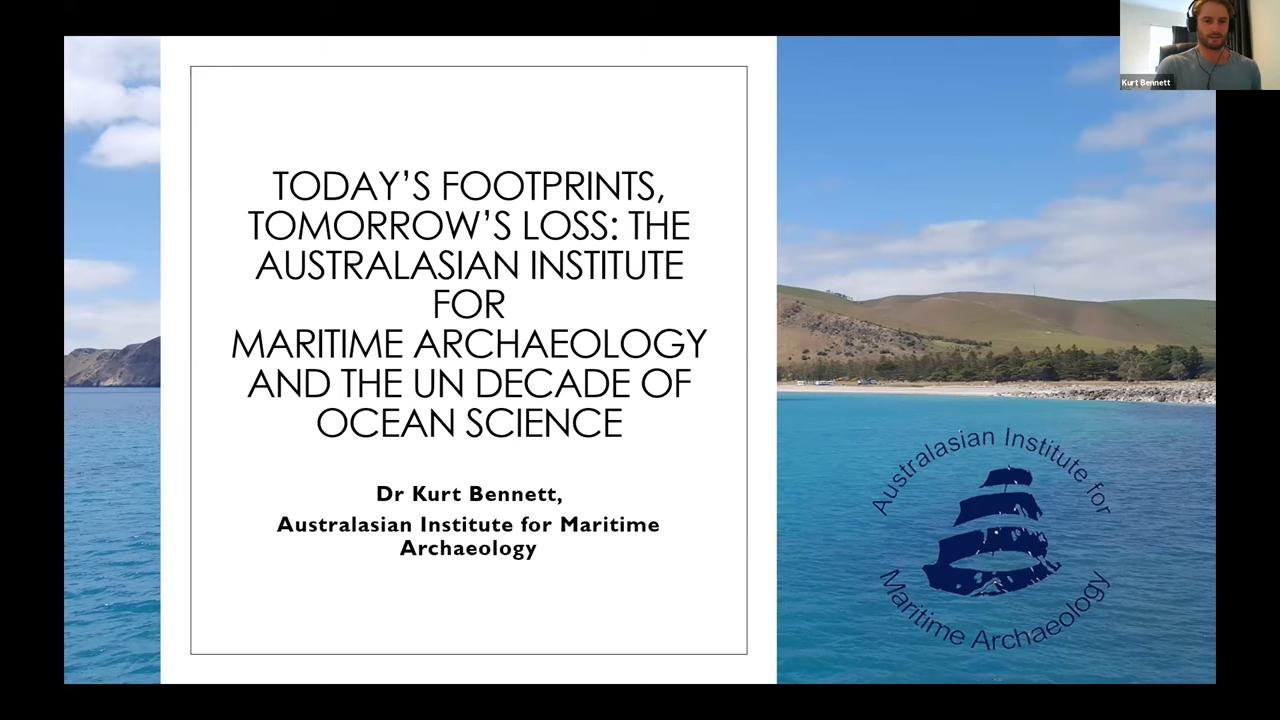 Kurt Bennett
TODAY’S FOOTPRINTS,
TOMORROW’S LOSS: THE
AUSTRALASIAN INSTITUTE
FOR
MARITIME ARCHAEOLOGY
AND THE UN DECADE OF
OCEAN SCIENCE
Dr Kurt Bennett,
Australasian Institute for Maritime
Archaeology
Australasian Institute for
Maritime Archaeology